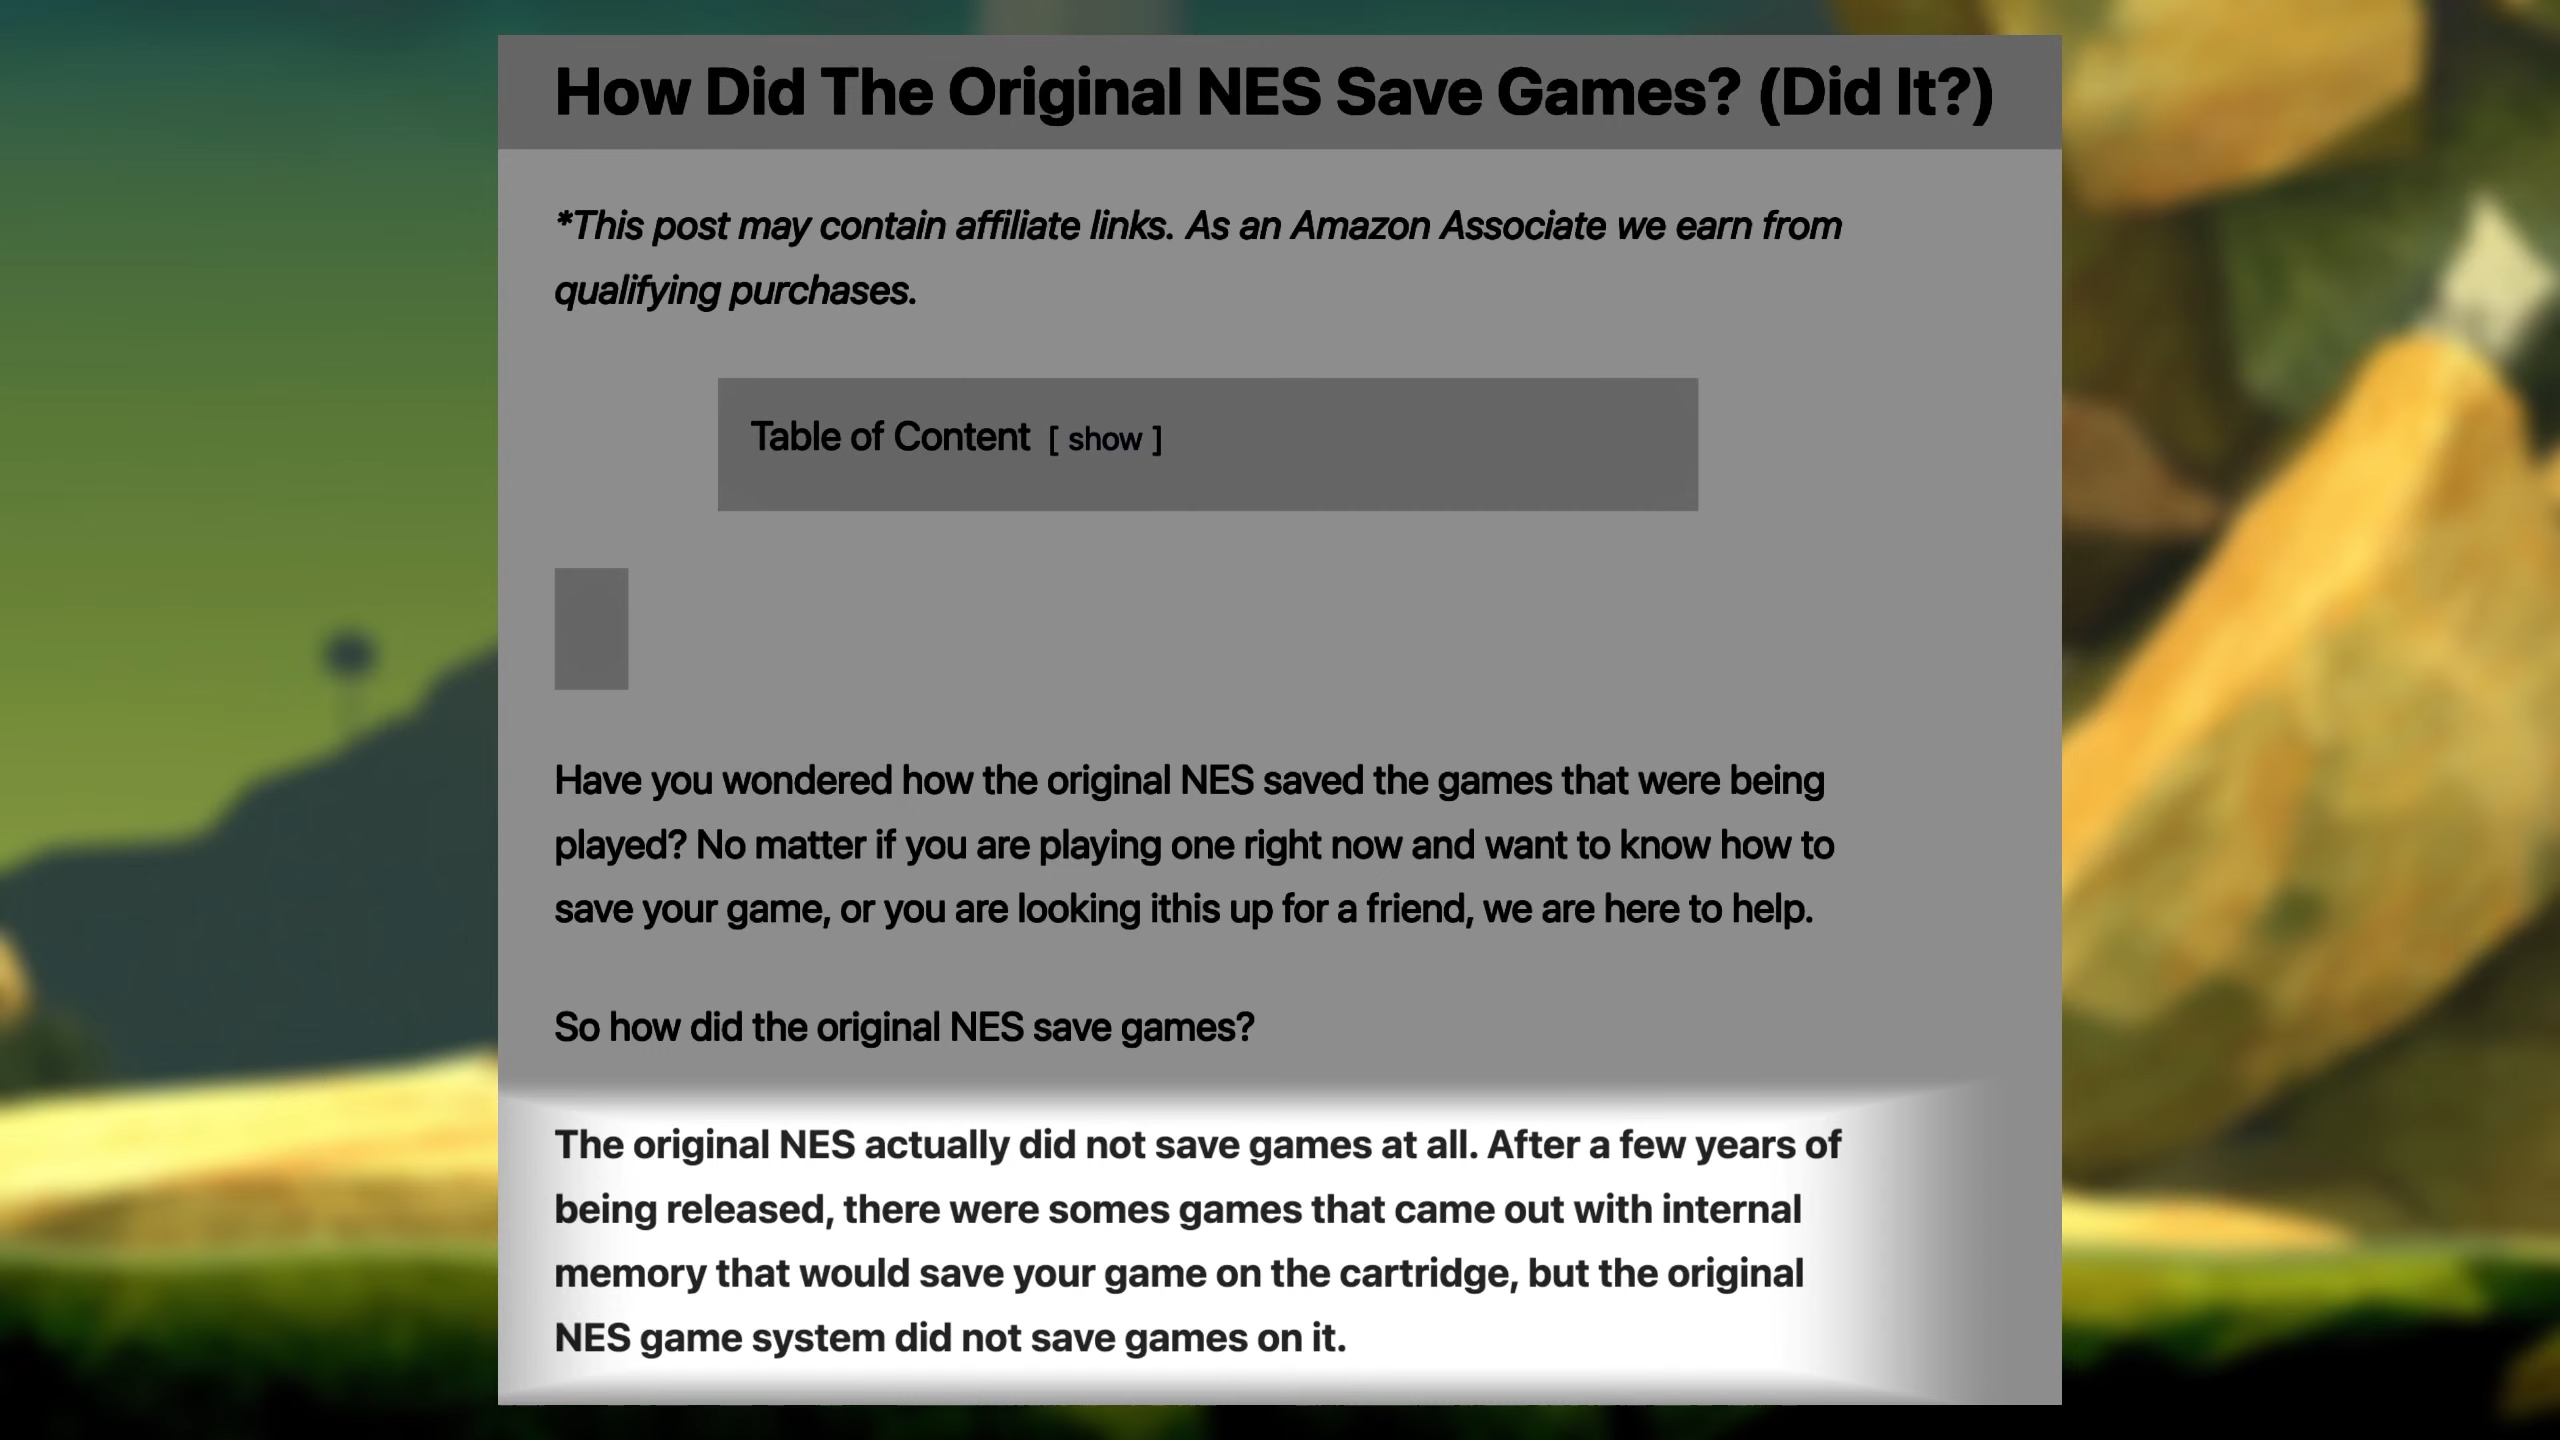 How Did The Original NES Save Games? (Did It?)
*This post may contain affiliate links. As an Amazon Associate we earn from
qualifying purchases.
Table of Content [ show ]
Have you wondered how the original NES saved the games that were being
played? No matter if you are playing one right now and want to know how to
save your game, or you are looking ithis up for a friend, we are here to help.
So how did the original NES save games?
The original NES actually did not save games at all. After a few years of
being released, there were somes games that came out with internal
memory that would save your game on the cartridge, but the original
NES game system did not save games on it.